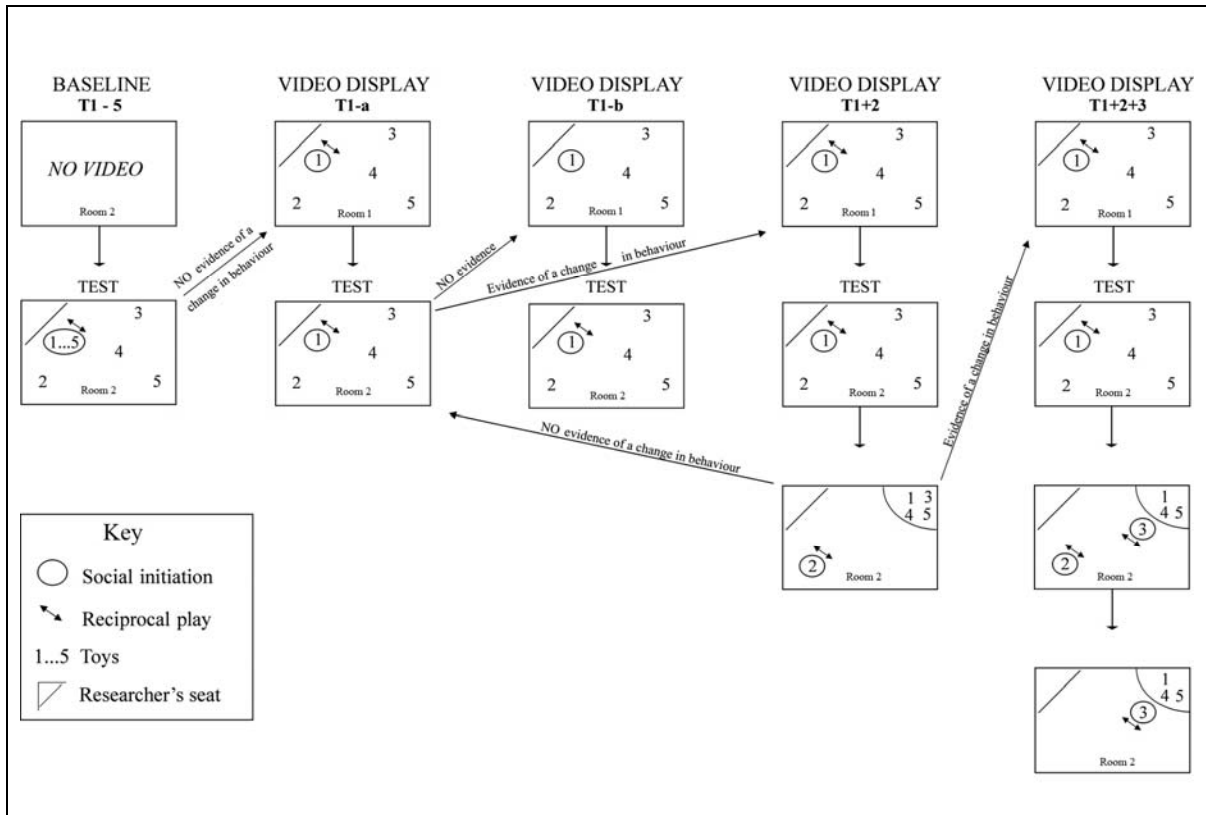 BASELINE
T1 - 5
NO VIDEO
Room 2
TEST
3
1...5
4
2
5
Room 2
NO evidence of a
change in behaviour
VIDEO DISPLAY
T1-a
3
1
4
2
5
Room 1
TEST
3
1
4
2
5
Room 2
NO evidence
Evidence of a change in behaviour
VIDEO DISPLAY
T1-b
3
1
4
2
5
Room 1
TEST
3
1
4
2
5
Room 2
VIDEO DISPLAY
T1+2
3
1
4
2
5
Room 1
TEST
3
1
4
2
5
Room 2
NO evidence of a change in behaviour
1 3
4 5
2
Room 2
Evidence of a change in behaviour
VIDEO DISPLAY
T1+2+3
3
1
4
2
5
Room 1
TEST
3
1
4
2
5
Room 2
1
4 5
3
2
Room 2
1
4 5
3
Room 2
Key
Social initiation
Reciprocal play
1...5 Toys
Researcher's seat